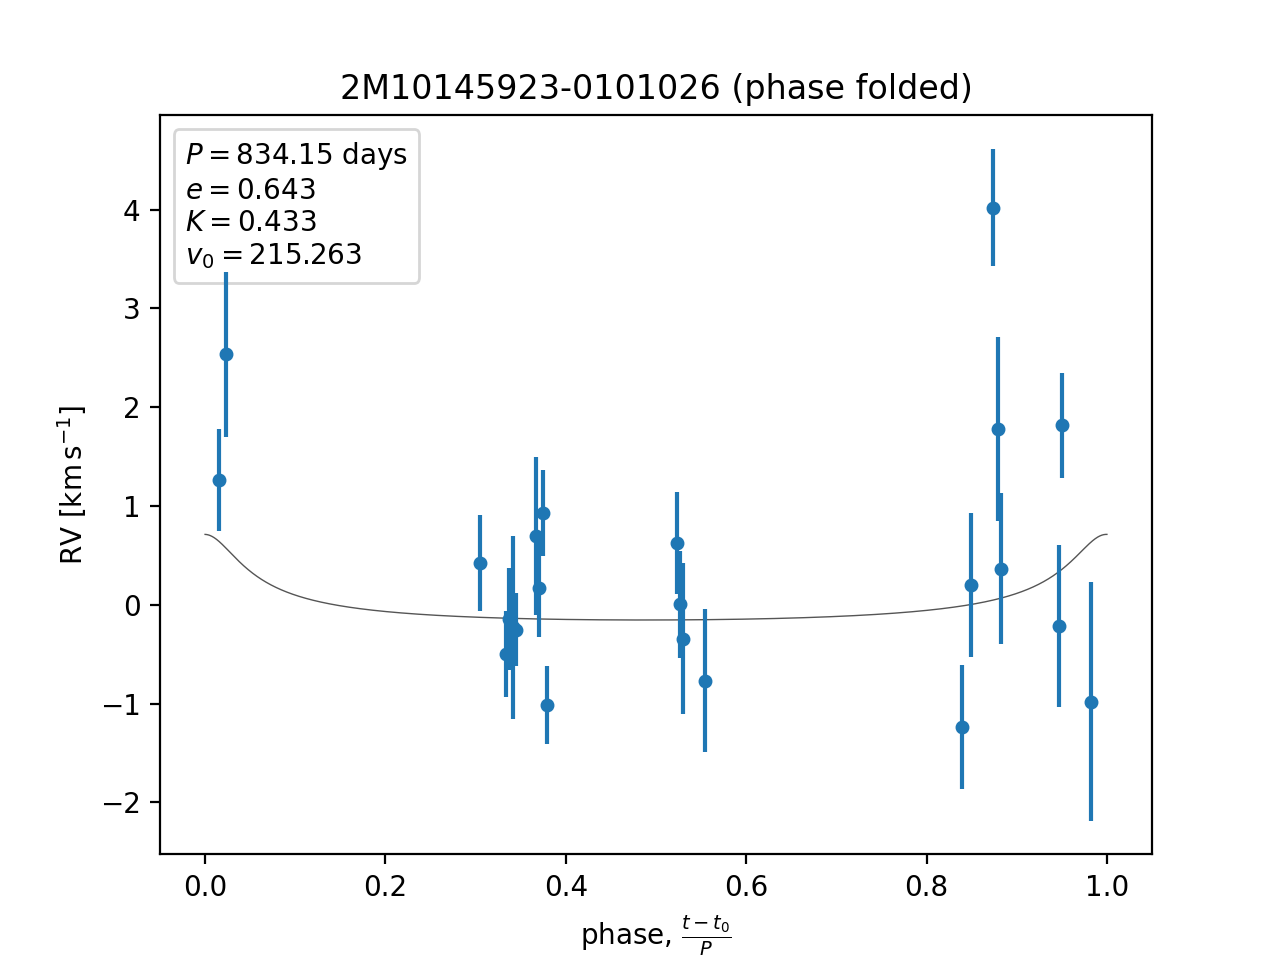 2M10145923-0101026 (phase folded)
P = 834.15 days
e = 0.643
K = 0.433
v₀ = 215.263
4
3
2
1
0
−1
−2
RV [km s⁻¹]
0.0 0.2 0.4 0.6 0.8 1.0
phase, (t − t₀)/P